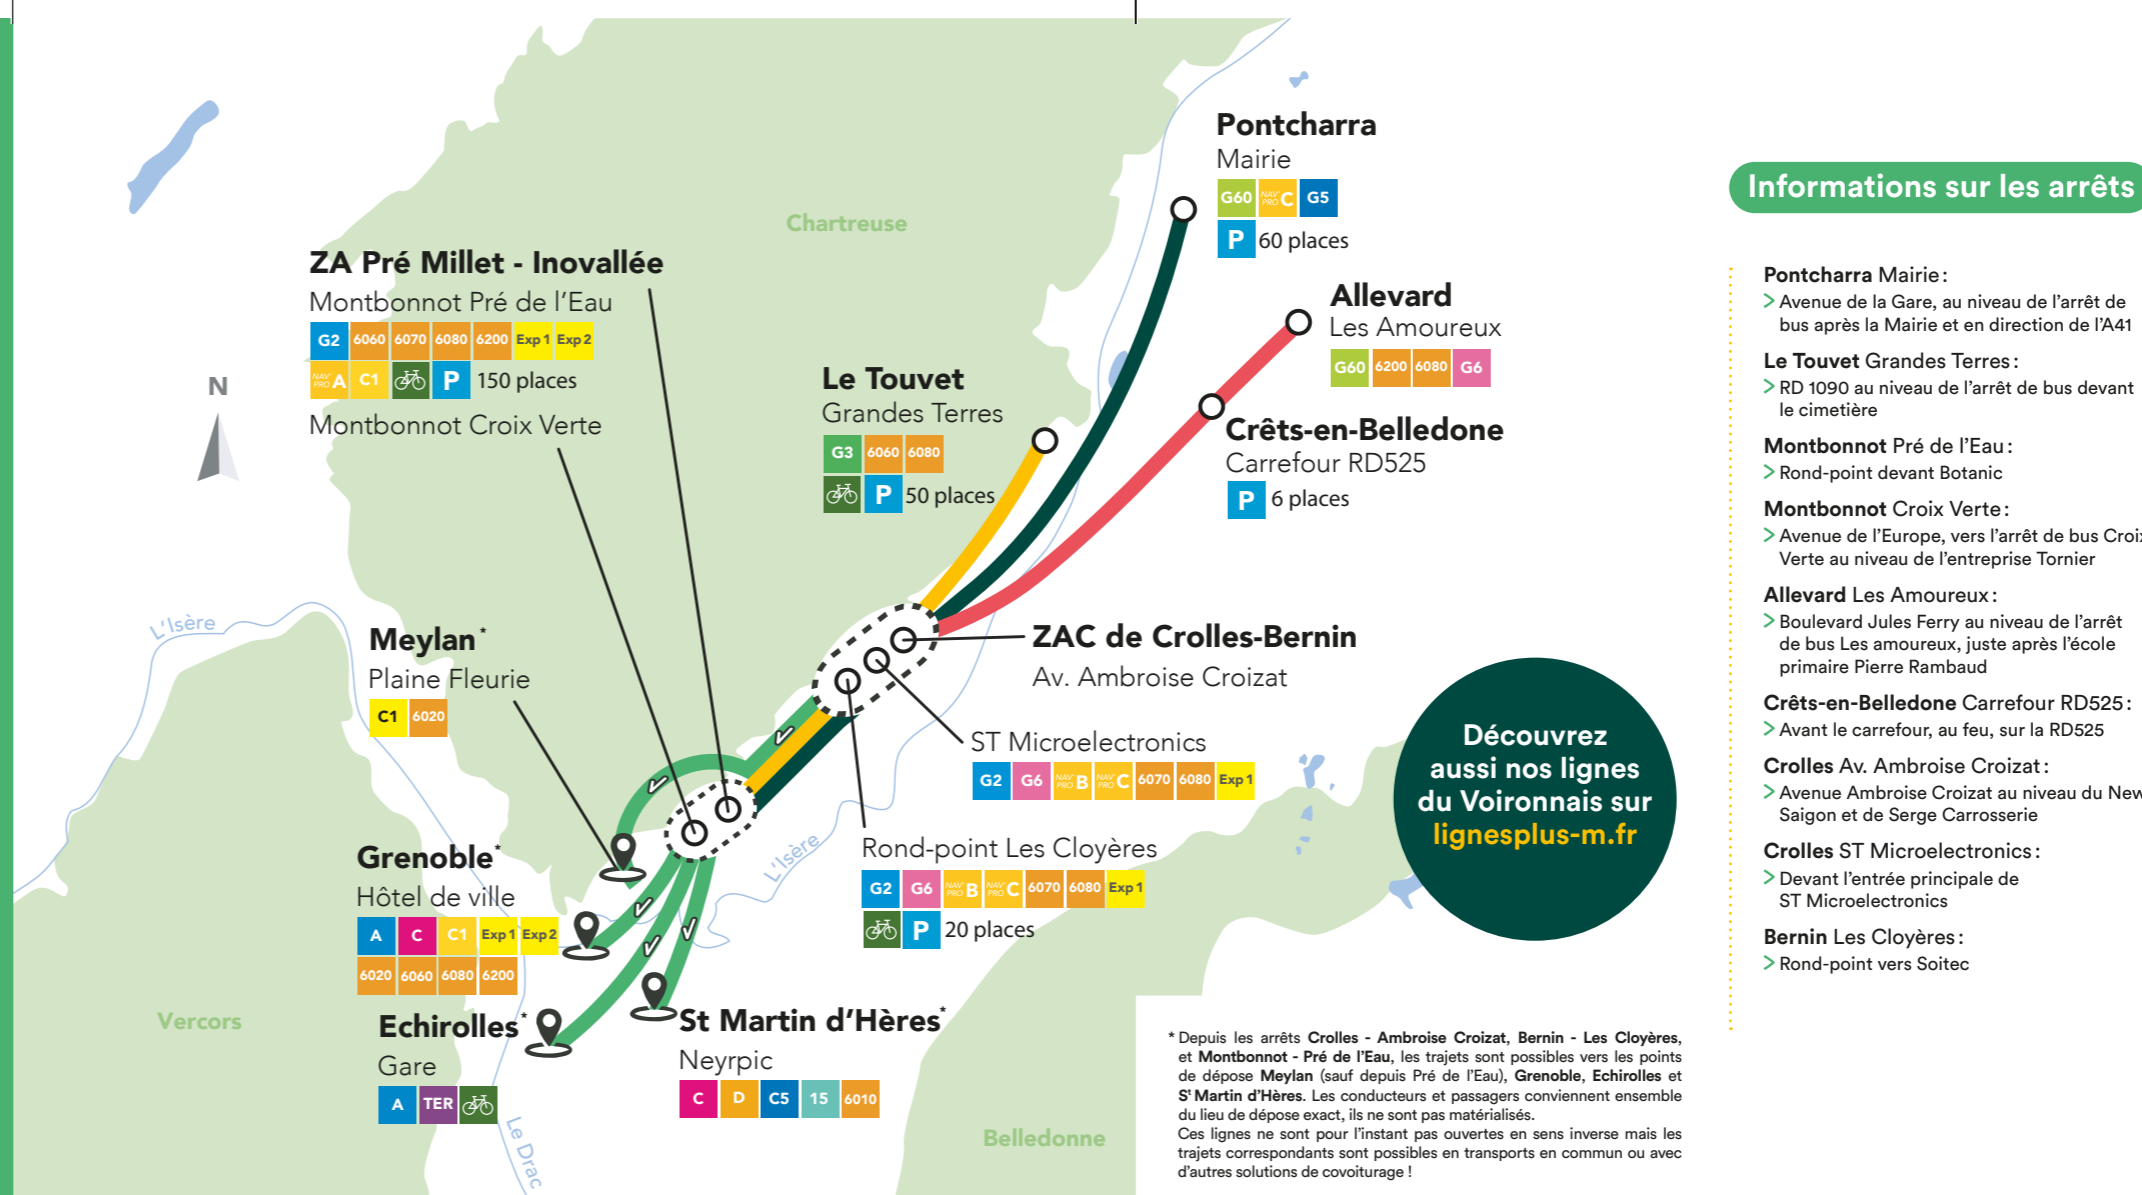 Pontcharra
Mairie
G60 NAV' PRO C G5
P 60 places
Chartreuse
ZA Pré Millet - Inovallée
Montbonnot Pré de l'Eau
G2 6060 6070 6080 6200 Exp 1 Exp 2
NAV' PRO A C1 P 150 places
Montbonnot Croix Verte
Allevard
Les Amoureux
G60 6200 6080 G6
N
Le Touvet
Grandes Terres
G3 6060 6080
P 50 places
Crêts-en-Belledone
Carrefour RD525
P 6 places
L'Isère
Meylan*
Plaine Fleurie
C1 6020
ZAC de Crolles-Bernin
Av. Ambroise Croizat
ST Microelectronics
G2 G6 NAV' PRO B NAV' PRO C 6070 6080 Exp 1
L'Isère
Rond-point Les Cloyères
G2 G6 NAV' PRO B NAV' PRO C 6070 6080 Exp 1
P 20 places
Grenoble*
Hôtel de ville
A C C1 Exp 1 Exp 2
6020 6060 6080 6200
Vercors
Echirolles*
Gare
A TER
St Martin d'Hères*
Neyrpic
C D C5 15 6010
Le Drac
Belledonne
Découvrez
aussi nos lignes
du Voironnais sur
lignesplus-m.fr
* Depuis les arrêts Crolles - Ambroise Croizat, Bernin - Les Cloyères,
et Montbonnot - Pré de l'Eau, les trajets sont possibles vers les points
de dépose Meylan (sauf depuis Pré de l'Eau), Grenoble, Echirolles et
St Martin d'Hères. Les conducteurs et passagers conviennent ensemble
du lieu de dépose exact, ils ne sont pas matérialisés.
Ces lignes ne sont pour l'instant pas ouvertes en sens inverse mais les
trajets correspondants sont possibles en transports en commun ou avec
d'autres solutions de covoiturage !
Informations sur les arrêts
Pontcharra Mairie :
> Avenue de la Gare, au niveau de l'arrêt de
bus après la Mairie et en direction de l'A41
Le Touvet Grandes Terres :
> RD 1090 au niveau de l'arrêt de bus devant
le cimetière
Montbonnot Pré de l'Eau :
> Rond-point devant Botanic
Montbonnot Croix Verte :
> Avenue de l'Europe, vers l'arrêt de bus Croix
Verte au niveau de l'entreprise Tornier
Allevard Les Amoureux :
> Boulevard Jules Ferry au niveau de l'arrêt
de bus Les amoureux, juste après l'école
primaire Pierre Rambaud
Crêts-en-Belledone Carrefour RD525 :
> Avant le carrefour, au feu, sur la RD525
Crolles Av. Ambroise Croizat :
> Avenue Ambroise Croizat au niveau du New
Saigon et de Serge Carrosserie
Crolles ST Microelectronics :
> Devant l'entrée principale de
ST Microelectronics
Bernin Les Cloyères :
> Rond-point vers Soitec